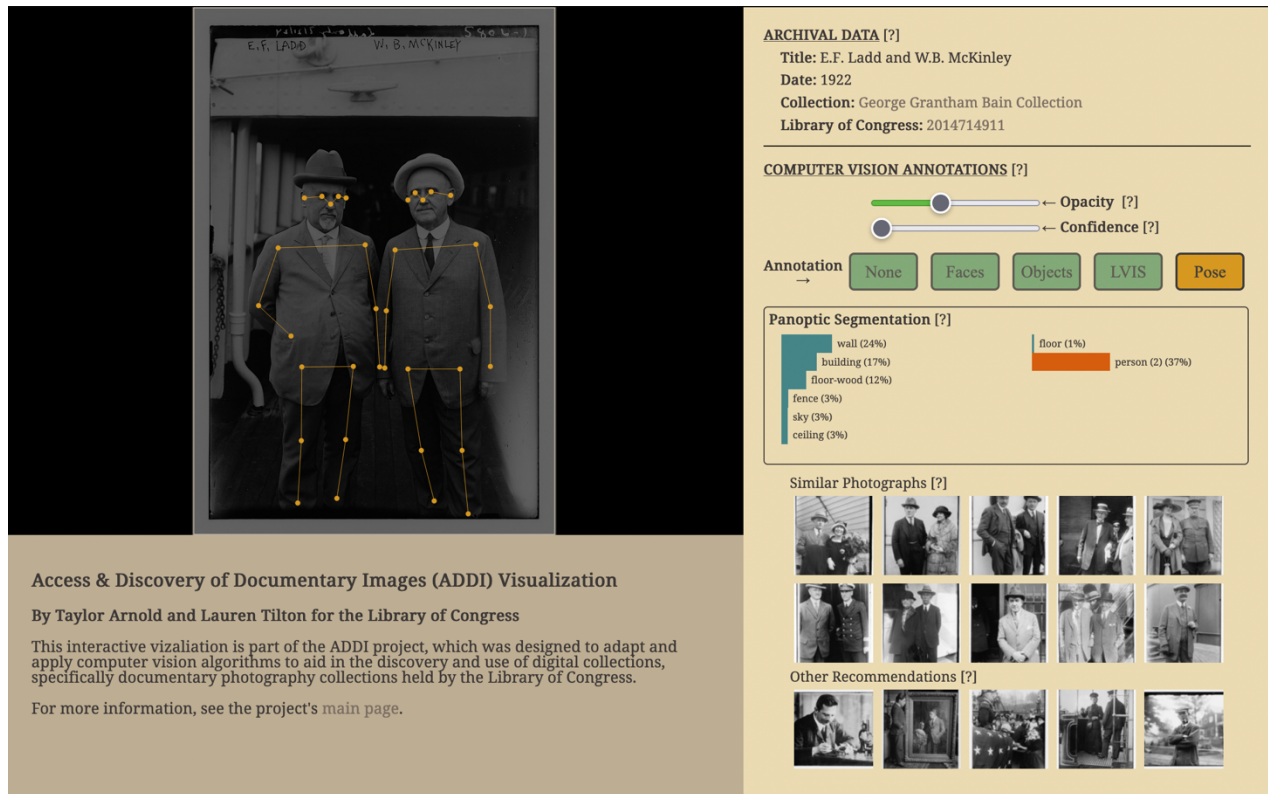 E.F. LADD W.B. McKINLEY
Access & Discovery of Documentary Images (ADDI) Visualization
By Taylor Arnold and Lauren Tilton for the Library of Congress
This interactive vizaliation is part of the ADDI project, which was designed to adapt and
apply computer vision algorithms to aid in the discovery and use of digital collections,
specifically documentary photography collections held by the Library of Congress.
For more information, see the project's main page.
ARCHIVAL DATA [?]
Title: E.F. Ladd and W.B. McKinley
Date: 1922
Collection: George Grantham Bain Collection
Library of Congress: 2014714911
COMPUTER VISION ANNOTATIONS [?]
← Opacity [?]
← Confidence [?]
Annotation → None Faces Objects LVIS Pose
Panoptic Segmentation [?]
wall (24%) floor (1%)
building (17%) person (2) (37%)
floor-wood (12%)
fence (3%)
sky (3%)
ceiling (3%)
Similar Photographs [?]
Other Recommendations [?]